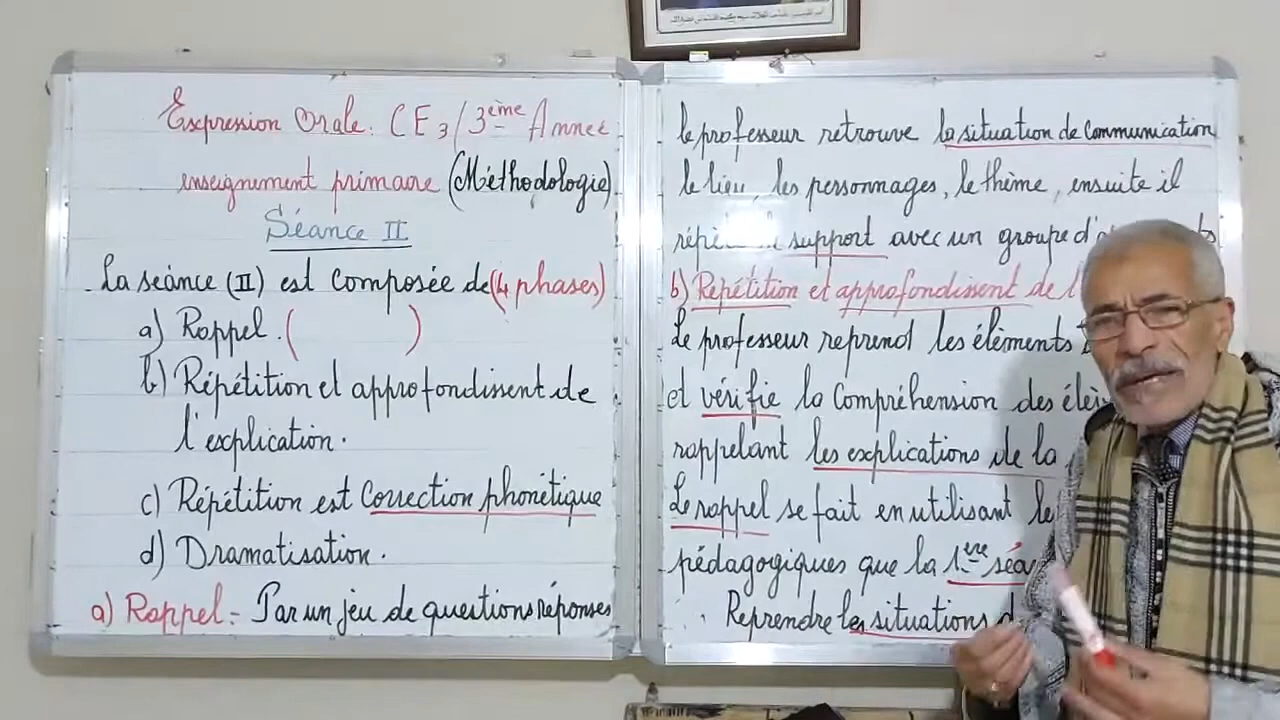 Expression Orale. CE3/3ème Année
enseignement primaire (Méthodologie)
Séance II
- La séance (II) est composée de (4 phases)
a) Rappel. ( )
b) Répétition et approfondissent de
l'explication.
c) Répétition est Correction phonétique
d) Dramatisation.
a) Rappel = Par un jeu de questions réponses
le professeur retrouve la situation de Communication
le lieu, les personnages, le thème, ensuite il
support avec un groupe
b) Répétition et approfondissent de
Le professeur reprend les éléments
et vérifie la Compréhension des
rappelant les explications de la
Le rappel se fait en utilisant
pédagogiques que la 1ère
Reprendre les situations